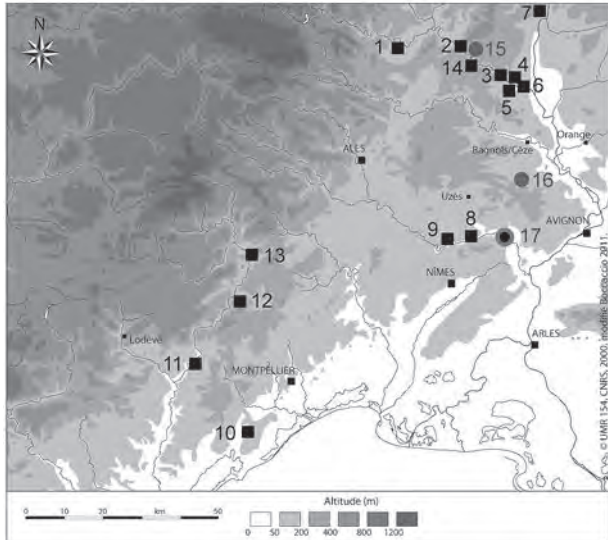 N
7
1
2
15
14
3
4
6
5
Orange
Bagnols/Cèze
ALES
16
Uzès
AVIGNON
9
8
17
13
NÎMES
12
ARLES
Lodève
11
MONTPELLIER
10
Altitude (m)
0 10 20 km 50
0 50 200 400 800 1200
© UMR 154, CNRS, 2000, modifié Boccaccio 2011.